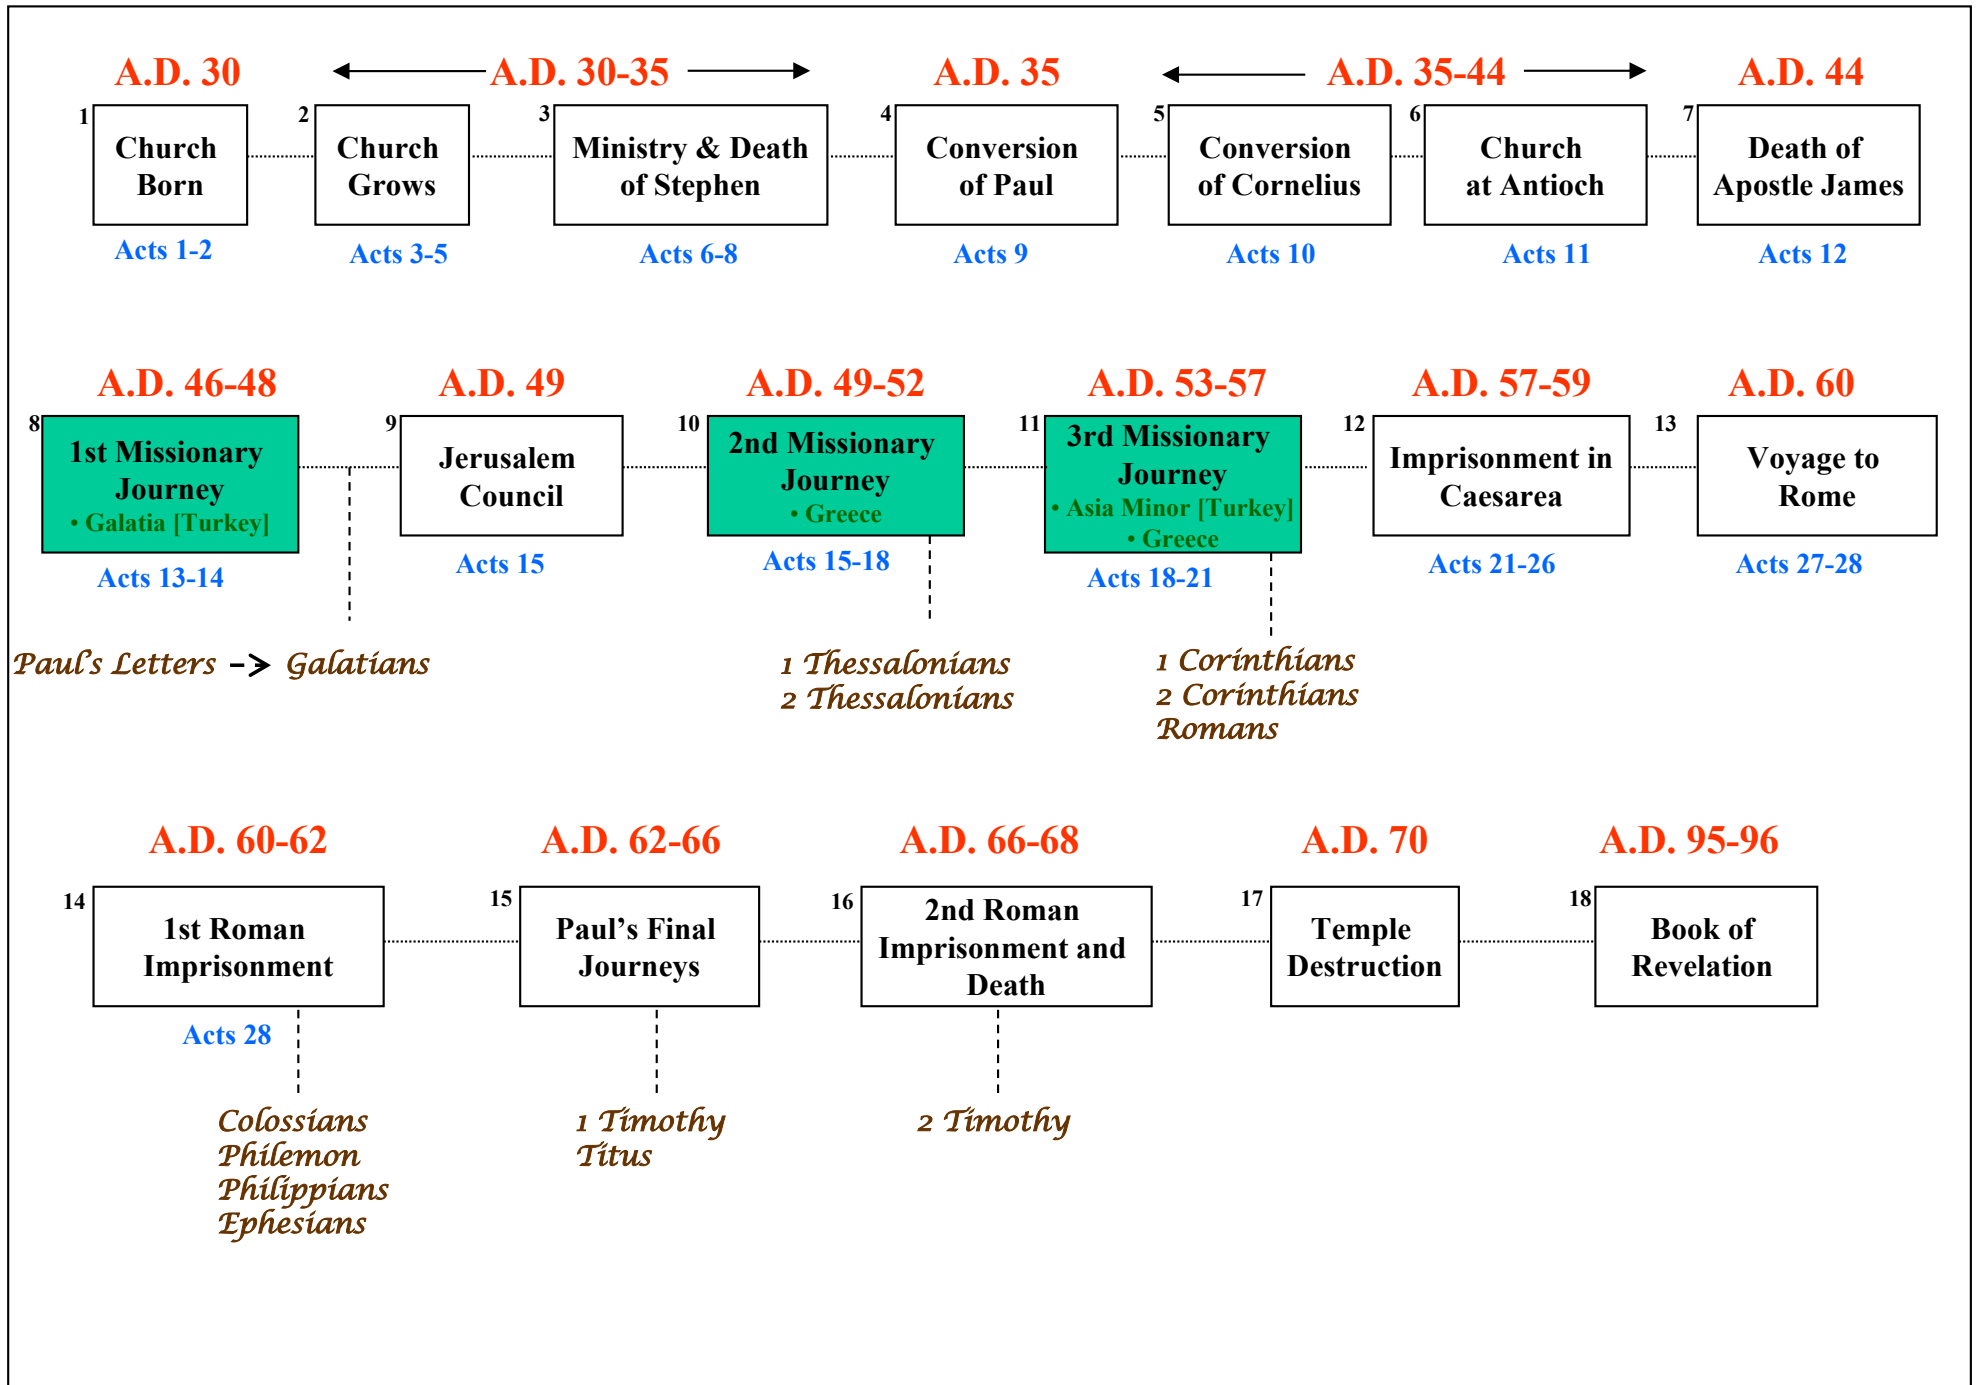 A.D. 30
A.D. 30-35
A.D. 35
A.D. 35-44
A.D. 44
1
Church
Born
Acts 1-2
2
Church
Grows
Acts 3-5
3
Ministry & Death
of Stephen
Acts 6-8
4
Conversion
of Paul
Acts 9
5
Conversion
of Cornelius
Acts 10
6
Church
at Antioch
Acts 11
7
Death of
Apostle James
Acts 12
A.D. 46-48
8
1st Missionary
Journey
• Galatia [Turkey]
Acts 13-14
A.D. 49
9
Jerusalem
Council
Acts 15
A.D. 49-52
10
2nd Missionary
Journey
• Greece
Acts 15-18
A.D. 53-57
11
3rd Missionary
Journey
• Asia Minor [Turkey]
• Greece
Acts 18-21
A.D. 57-59
12
Imprisonment in
Caesarea
Acts 21-26
A.D. 60
13
Voyage to
Rome
Acts 27-28
Paul's Letters -> Galatians
1 Thessalonians
2 Thessalonians
1 Corinthians
2 Corinthians
Romans
A.D. 60-62
14
1st Roman
Imprisonment
Acts 28
Colossians
Philemon
Philippians
Ephesians
A.D. 62-66
15
Paul's Final
Journeys
1 Timothy
Titus
A.D. 66-68
16
2nd Roman
Imprisonment and
Death
2 Timothy
A.D. 70
17
Temple
Destruction
A.D. 95-96
18
Book of
Revelation